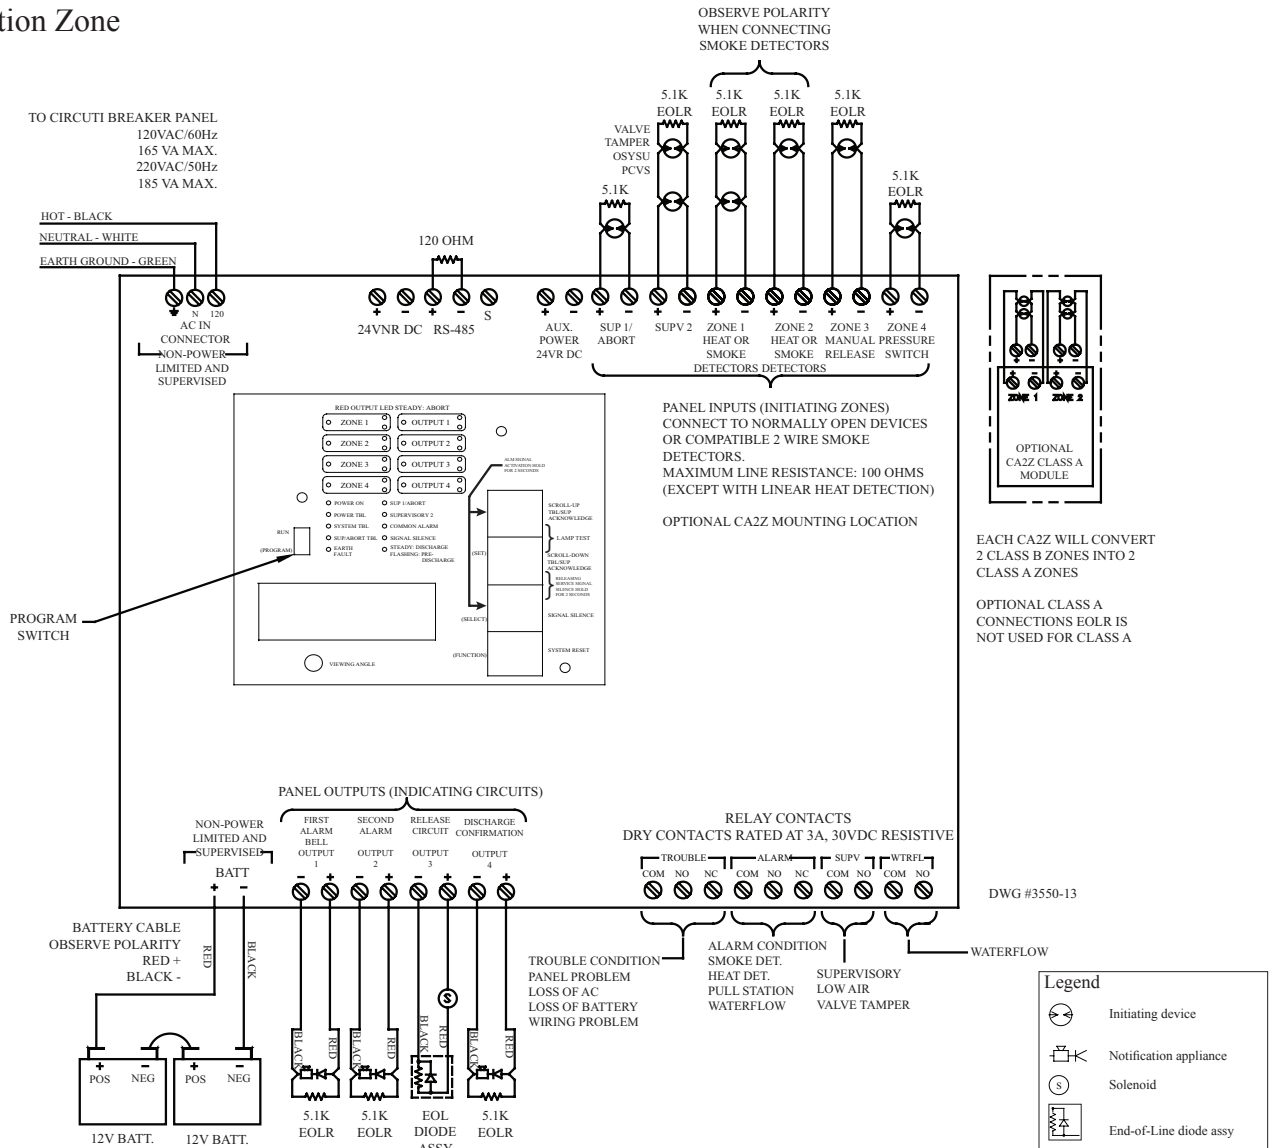 tion Zone
OBSERVE POLARITY
WHEN CONNECTING
SMOKE DETECTORS
TO CIRCUTI BREAKER PANEL
120VAC/60Hz
165 VA MAX.
220VAC/50Hz
185 VA MAX.
HOT - BLACK
NEUTRAL - WHITE
EARTH GROUND - GREEN
120 OHM
VALVE
TAMPER
OSYSU
PCVS
5.1K
5.1K
EOLR
5.1K
EOLR
5.1K
EOLR
5.1K
EOLR
5.1K
EOLR
N 120
AC IN
CONNECTOR
NON-POWER
LIMITED AND
SUPERVISED
+ - + - S
24VNR DC RS-485
+ - + - + - + - + - + - + -
AUX.
POWER
24VR DC
SUP 1/
ABORT
SUPV 2
ZONE 1
HEAT OR
SMOKE
DETECTORS
ZONE 2
HEAT OR
SMOKE
DETECTORS
ZONE 3
MANUAL
RELEASE
ZONE 4
PRESSURE
SWITCH
PANEL INPUTS (INITIATING ZONES)
CONNECT TO NORMALLY OPEN DEVICES
OR COMPATIBLE 2 WIRE SMOKE
DETECTORS.
MAXIMUM LINE RESISTANCE: 100 OHMS
(EXCEPT WITH LINEAR HEAT DETECTION)
OPTIONAL CA2Z MOUNTING LOCATION
+ - + -
+ - + -
ZONE 1 ZONE 2
OPTIONAL
CA2Z CLASS A
MODULE
EACH CA2Z WILL CONVERT
2 CLASS B ZONES INTO 2
CLASS A ZONES
OPTIONAL CLASS A
CONNECTIONS EOLR IS
NOT USED FOR CLASS A
RED OUTPUT LED STEADY: ABORT
ZONE 1 OUTPUT 1
ZONE 2 OUTPUT 2
ZONE 3 OUTPUT 3
ZONE 4 OUTPUT 4
POWER ON SUP 1/ABORT
POWER TBL SUPERVISORY 2
SYSTEM TBL COMMON ALARM
SUP/ABORT TBL SIGNAL SILENCE
EARTH
FAULT
STEADY: DISCHARGE
FLASHING: PRE-
DISCHARGE
RUN
(PROGRAM)
PROGRAM
SWITCH
VIEWING ANGLE
ALM SIGNAL
ACTIVATION HOLD
FOR 2 SECONDS
SCROLL-UP
TBL/SUP
ACKNOWLEDGE
LAMP TEST
(SET)
SCROLL-DOWN
TBL/SUP
ACKNOWLEDGE
RELEASING
SERVICE SIGNAL
SILENCE HOLD
FOR 2 SECONDS
(SELECT)
SIGNAL SILENCE
(FUNCTION)
SYSTEM RESET
PANEL OUTPUTS (INDICATING CIRCUITS)
NON-POWER
LIMITED AND
SUPERVISED
BATT
+ -
FIRST
ALARM
BELL
OUTPUT
1
SECOND
ALARM
OUTPUT
2
RELEASE
CIRCUIT
OUTPUT
3
DISCHARGE
CONFIRMATION
OUTPUT
4
- + - + - + - +
RELAY CONTACTS
DRY CONTACTS RATED AT 3A, 30VDC RESISTIVE
TROUBLE ALARM SUPV WTRFL
COM NO NC COM NO NC COM NO COM NO
DWG #3550-13
BATTERY CABLE
OBSERVE POLARITY
RED +
BLACK -
RED
BLACK
TROUBLE CONDITION
PANEL PROBLEM
LOSS OF AC
LOSS OF BATTERY
WIRING PROBLEM
ALARM CONDITION
SMOKE DET.
HEAT DET.
PULL STATION
WATERFLOW
SUPERVISORY
LOW AIR
VALVE TAMPER
WATERFLOW
S
BLACK RED
BLACK RED
BLACK RED
BLACK RED
+ - + -
POS NEG POS NEG
12V BATT. 12V BATT.
5.1K
EOLR
5.1K
EOLR
EOL
DIODE
ASSY
5.1K
EOLR
Legend
Initiating device
Notification appliance
S Solenoid
End-of-Line diode assy